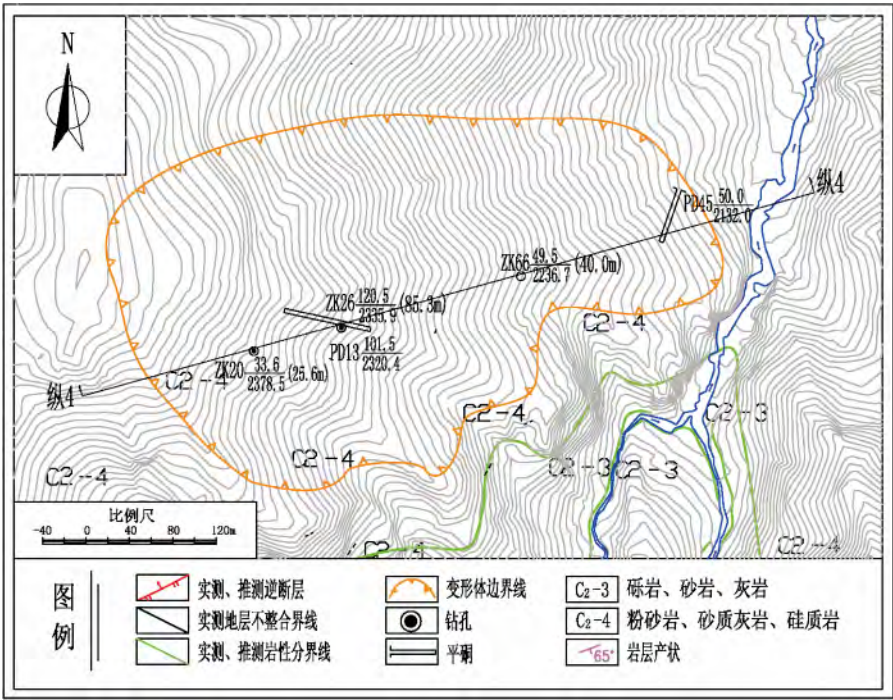 N
纵4
PD45 50.0
2132.0
ZK66 49.5 (40.0m)
2236.7
ZK26 120.5 (85.3m)
2335.9
C2-4
PD13 101.5
2320.4
ZK20 33.6 (25.6m)
2378.5
C2-4
纵4
C2-4
C2-3
C2-4
C2-3
C2-3
C2-4
C2-4
C2-4
比例尺
-40 0 40 80 120m
图例
实测、推测逆断层
变形体边界线
C2-3 砾岩、砂岩、灰岩
实测地层不整合界线
钻孔
C2-4 粉砂岩、砂质灰岩、硅质岩
实测、推测岩性分界线
平硐
65° 岩层产状